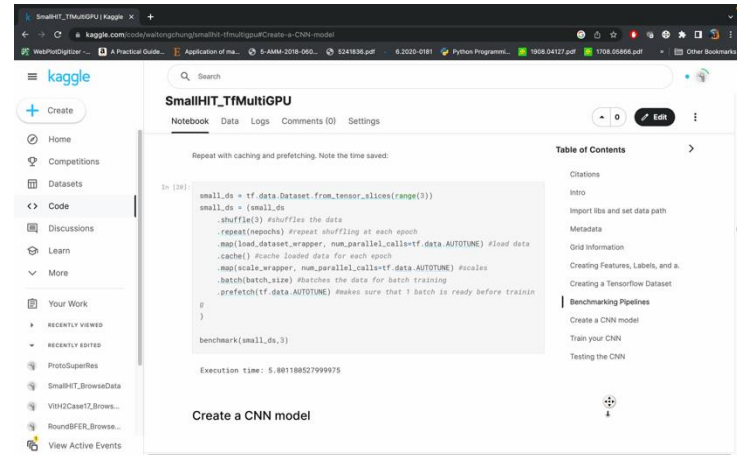 SmallHIT_TfMultiGPU | Kaggle
kaggle.com/code/waitongchung/smallhit-tfmultigpu#Create-a-CNN-model
WebPlotDigitizer -...
A Practical Guide...
Application of ma...
6-AMM-2018-060...
5241836.pdf
6.2020-0181
Python Programmi...
1908.04127.pdf
1708.05866.pdf
Other Bookmarks
kaggle
Search
Create
Home
Competitions
Datasets
Code
Discussions
Learn
More
Your Work
RECENTLY VIEWED
RECENTLY EDITED
ProtoSuperRes
SmallHIT_BrowseData
VitH2Case17_Brows...
RoundBFER_Browse...
View Active Events
SmallHIT_TfMultiGPU
0
Edit
Notebook Data Logs Comments (0) Settings
Repeat with caching and prefetching. Note the time saved:
In [20]:
small_ds = tf.data.Dataset.from_tensor_slices(range(3))
small_ds = (small_ds
.shuffle(3) #shuffles the data
.repeat(nepochs) #repeat shuffling at each epoch
.map(load_dataset_wrapper, num_parallel_calls=tf.data.AUTOTUNE) #load data
.cache() #cache loaded data for each epoch
.map(scale_wrapper, num_parallel_calls=tf.data.AUTOTUNE) #scales
.batch(batch_size) #batches the data for batch training
.prefetch(tf.data.AUTOTUNE) #makes sure that 1 batch is ready before trainin
g
)
benchmark(small_ds,3)
Execution time: 5.801180527999975
Create a CNN model
Table of Contents
Citations
Intro
Import libs and set data path
Metadata
Grid Information
Creating Features, Labels, and a.
Creating a Tensorflow Dataset
Benchmarking Pipelines
Create a CNN model
Train your CNN
Testing the CNN